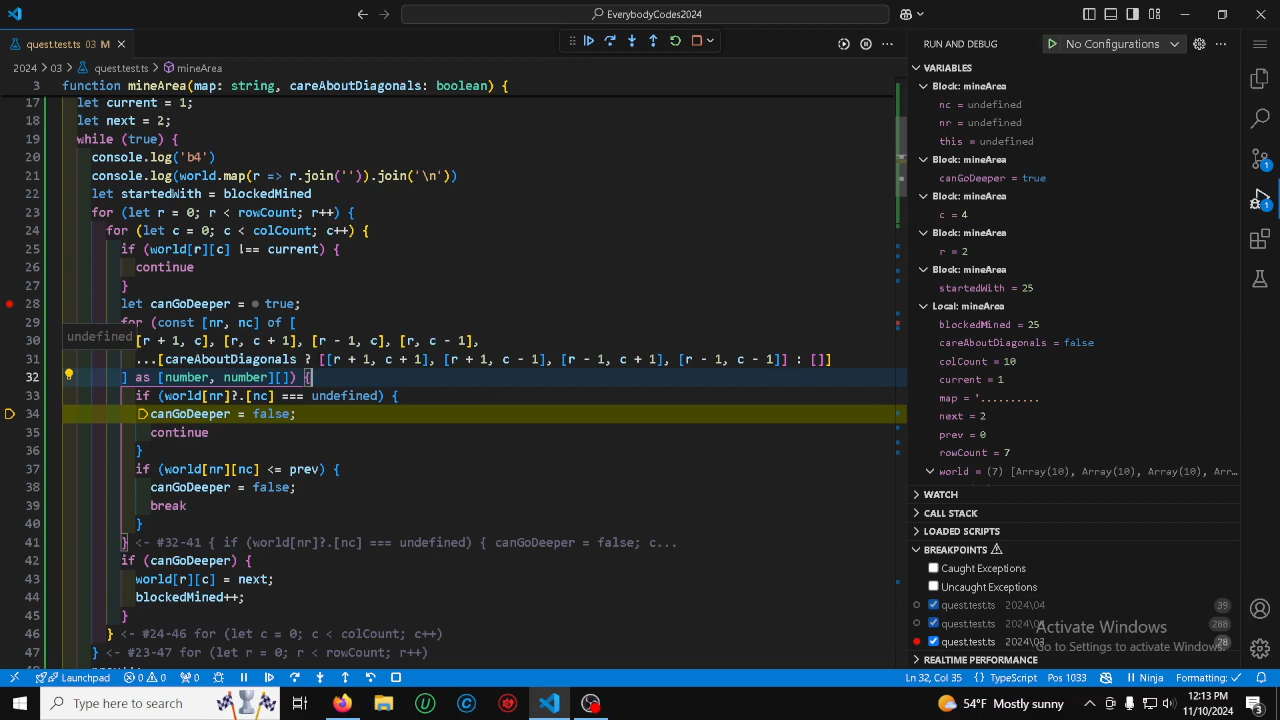 EverybodyCodes2024
quest.test.ts 03 M
RUN AND DEBUG
No Configurations
2024 > 03 > quest.test.ts > mineArea
3 function mineArea(map: string, careAboutDiagonals: boolean) {
17 let current = 1;
18 let next = 2;
19 while (true) {
20 console.log('b4')
21 console.log(world.map(r => r.join('')).join('\n'))
22 let startedWith = blockedMined
23 for (let r = 0; r < rowCount; r++) {
24 for (let c = 0; c < colCount; c++) {
25 if (world[r][c] !== current) {
26 continue
27 }
28 let canGoDeeper = true;
29 for (const [nr, nc] of [
undefined
[r + 1, c], [r, c + 1], [r - 1, c], [r, c - 1],
31 ...[careAboutDiagonals ? [[r + 1, c + 1], [r + 1, c - 1], [r - 1, c + 1], [r - 1, c - 1]] : []]
32 ] as [number, number][]) {
33 if (world[nr]?.[nc] === undefined) {
34 canGoDeeper = false;
35 continue
36 }
37 if (world[nr][nc] <= prev) {
38 canGoDeeper = false;
39 break
40 }
41 } <- #32-41 { if (world[nr]?.[nc] === undefined) { canGoDeeper = false; c...
42 if (canGoDeeper) {
43 world[r][c] = next;
44 blockedMined++;
45 }
46 } <- #24-46 for (let c = 0; c < colCount; c++)
47 } <- #23-47 for (let r = 0; r < rowCount; r++)
VARIABLES
Block: mineArea
nc = undefined
nr = undefined
this = undefined
Block: mineArea
canGoDeeper = true
Block: mineArea
c = 4
Block: mineArea
r = 2
Block: mineArea
startedWith = 25
Local: mineArea
blockedMined = 25
careAboutDiagonals = false
colCount = 10
current = 1
map = '..........
next = 2
prev = 0
rowCount = 7
world = (7) [Array(10), Array(10), Array(10), Arr...
WATCH
CALL STACK
LOADED SCRIPTS
BREAKPOINTS
Caught Exceptions
Uncaught Exceptions
quest.test.ts 2024\04 39
quest.test.ts 288
quest.test.ts 2024\03 28
REALTIME PERFORMANCE
Activate Windows
Go to Settings to activate Windows.
1
1
Launchpad 0 0 0
Ln 32, Col 35 Pos 1033 {} TypeScript Ninja Formatting: ✓
Type here to search
54°F Mostly sunny
12:13 PM
11/10/2024
3